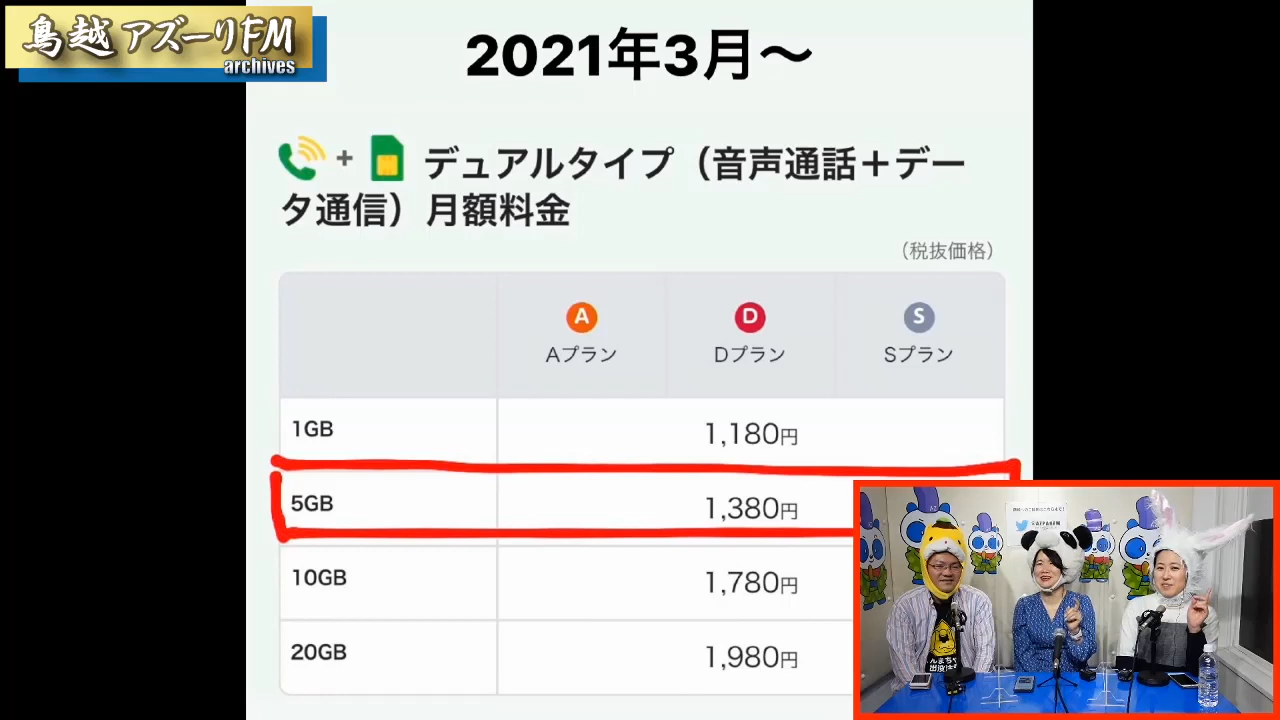 鳥越 アズーリFM
archives
2021年3月〜
+ デュアルタイプ（音声通話＋デー
タ通信）月額料金
（税抜価格）
A D S
Aプラン Dプラン Sプラン
1GB 1,180円
5GB 1,380円
10GB 1,780円
20GB 1,980円